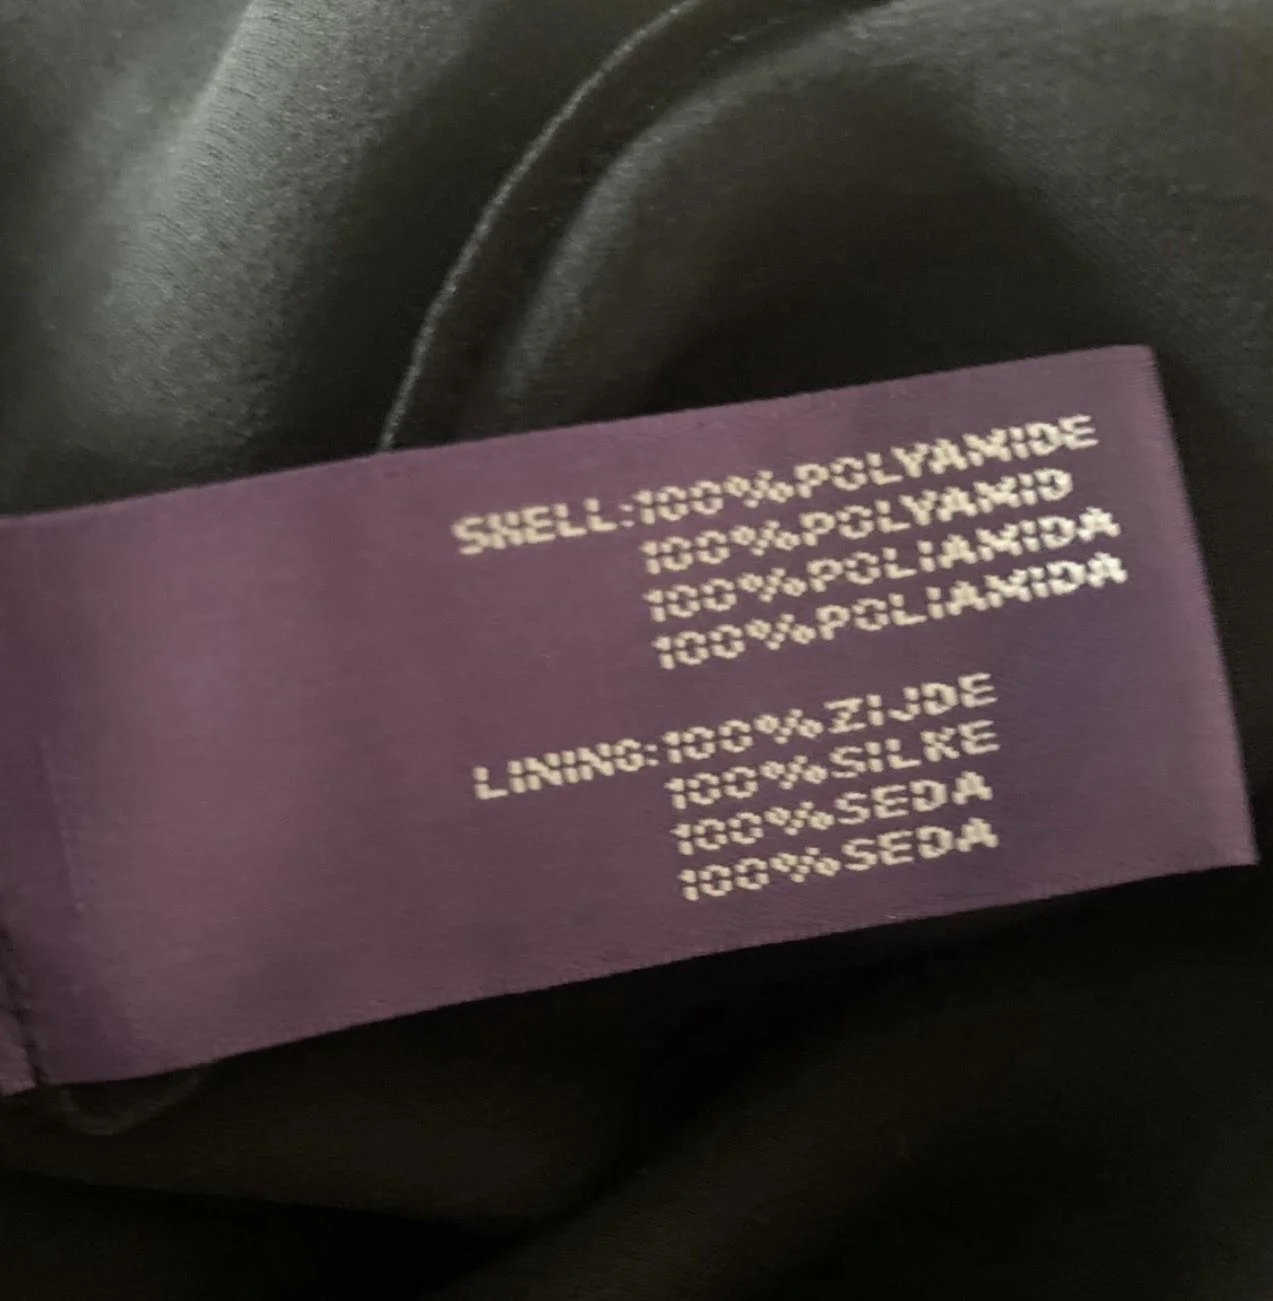 SHELL:100%POLYAMIDE
100%POLYAMID
100%POLIAMIDA
100%POLIAMIDA
LINING:100%ZIJDE
100%SILKE
100%SEDA
100%SEDA